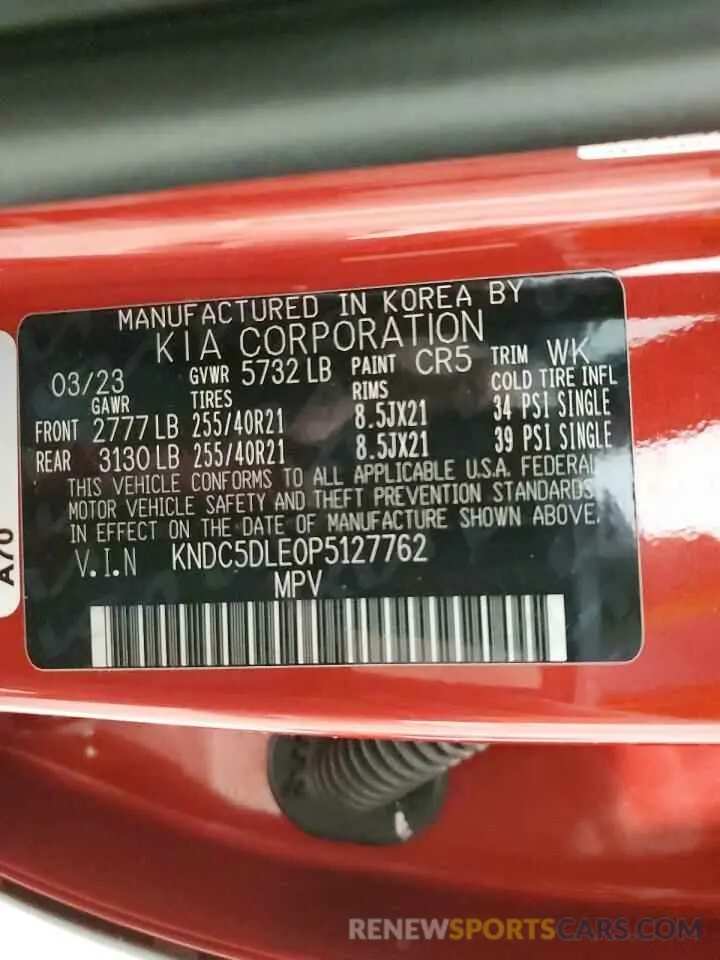 MANUFACTURED IN KOREA BY
KIA CORPORATION
03/23 GVWR 5732 LB PAINT CR5 TRIM WK
GAWR TIRES RIMS COLD TIRE INFL
FRONT 2777 LB 255/40R21 8.5JX21 34 PSI SINGLE
REAR 3130 LB 255/40R21 8.5JX21 39 PSI SINGLE
THIS VEHICLE CONFORMS TO ALL APPLICABLE U.S.A. FEDERAL
MOTOR VEHICLE SAFETY AND THEFT PREVENTION STANDARDS
IN EFFECT ON THE DATE OF MANUFACTURE SHOWN ABOVE.
V.I.N KNDC5DLE0P5127762
MPV
A70
RENEWSPORTSCARS.COM